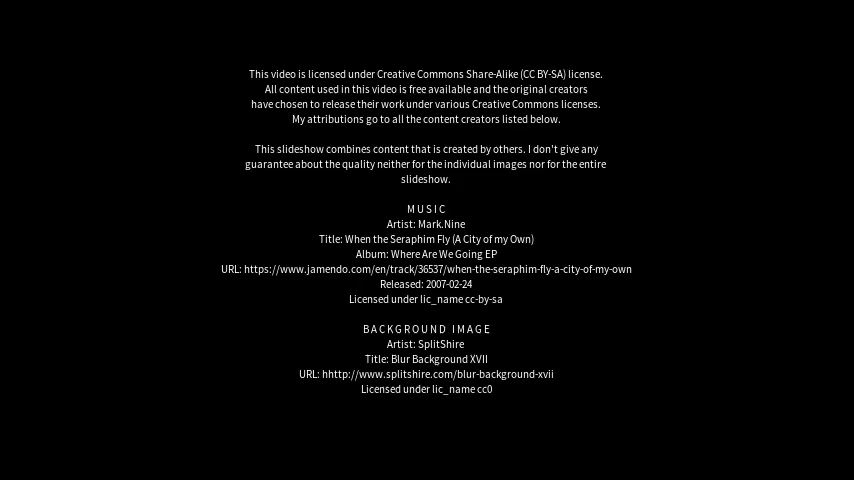 This video is licensed under Creative Commons Share-Alike (CC BY-SA) license.
All content used in this video is free available and the original creators
have chosen to release their work under various Creative Commons licenses.
My attributions go to all the content creators listed below.
This slideshow combines content that is created by others. I don't give any
guarantee about the quality neither for the individual images nor for the entire
slideshow.
MUSIC
Artist: Mark.Nine
Title: When the Seraphim Fly (A City of my Own)
Album: Where Are We Going EP
URL: https://www.jamendo.com/en/track/36537/when-the-seraphim-fly-a-city-of-my-own
Released: 2007-02-24
Licensed under lic_name cc-by-sa
BACKGROUND IMAGE
Artist: SplitShire
Title: Blur Background XVII
URL: hhttp://www.splitshire.com/blur-background-xvii
Licensed under lic_name cc0